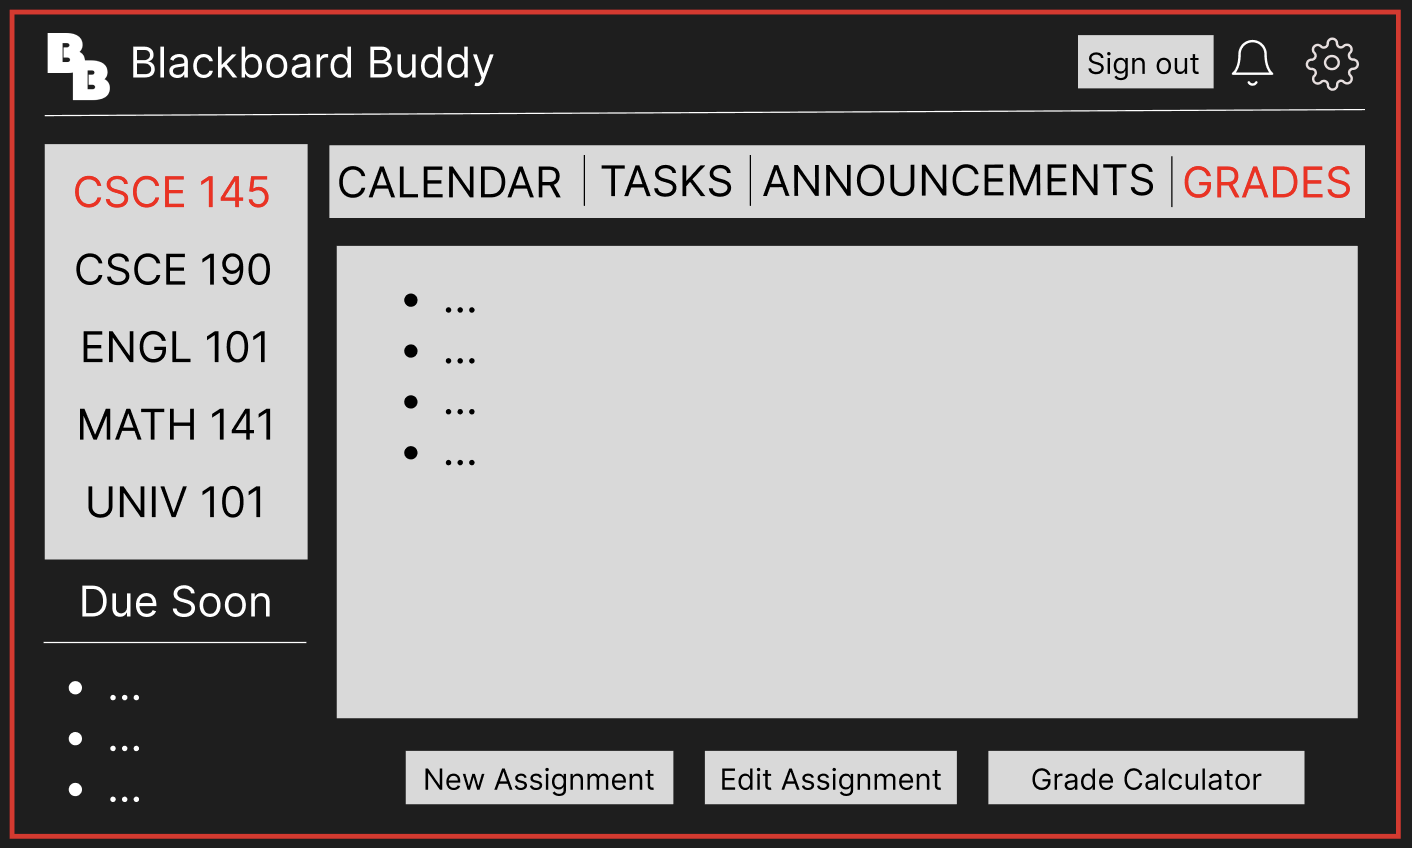 BB Blackboard Buddy
Sign out
CSCE 145
CSCE 190
ENGL 101
MATH 141
UNIV 101
Due Soon
• ...
• ...
• ...
CALENDAR | TASKS | ANNOUNCEMENTS | GRADES
• ...
• ...
• ...
• ...
New Assignment
Edit Assignment
Grade Calculator